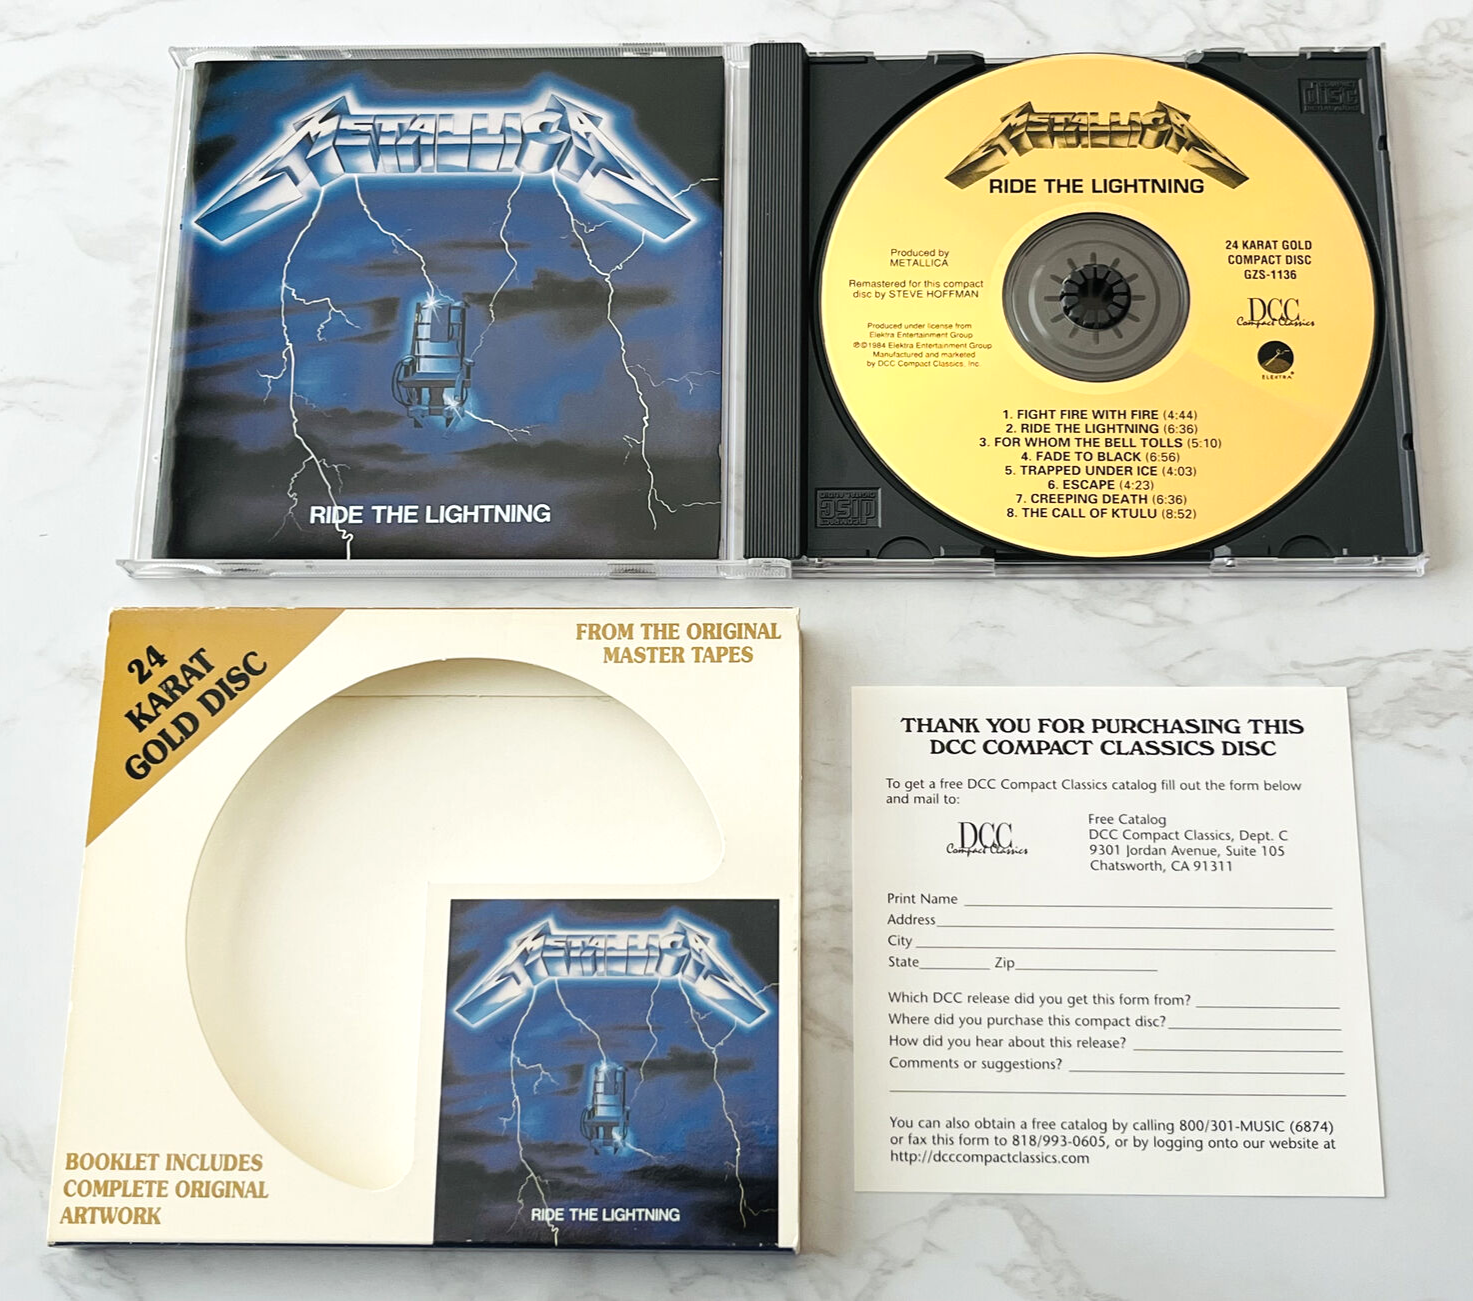 METALLICA
RIDE THE LIGHTNING
disc
disc
METALLICA
RIDE THE LIGHTNING
Produced by
METALLICA
Remastered for this compact
disc by STEVE HOFFMAN
Produced under license from
Elektra Entertainment Group
℗©1984 Elektra Entertainment Group
Manufactured and marketed
by DCC Compact Classics, Inc.
24 KARAT GOLD
COMPACT DISC
GZS-1136
DCC
Compact Classics
ELEKTRA
1. FIGHT FIRE WITH FIRE (4:44)
2. RIDE THE LIGHTNING (6:36)
3. FOR WHOM THE BELL TOLLS (5:10)
4. FADE TO BLACK (6:56)
5. TRAPPED UNDER ICE (4:03)
6. ESCAPE (4:23)
7. CREEPING DEATH (6:36)
8. THE CALL OF KTULU (8:52)
24
KARAT
GOLD DISC
FROM THE ORIGINAL
MASTER TAPES
METALLICA
RIDE THE LIGHTNING
BOOKLET INCLUDES
COMPLETE ORIGINAL
ARTWORK
THANK YOU FOR PURCHASING THIS
DCC COMPACT CLASSICS DISC
To get a free DCC Compact Classics catalog fill out the form below
and mail to:
DCC
Compact Classics
Free Catalog
DCC Compact Classics, Dept. C
9301 Jordan Avenue, Suite 105
Chatsworth, CA 91311
Print Name
Address
City
State Zip
Which DCC release did you get this form from?
Where did you purchase this compact disc?
How did you hear about this release?
Comments or suggestions?
You can also obtain a free catalog by calling 800/301-MUSIC (6874)
or fax this form to 818/993-0605, or by logging onto our website at
http://dcccompactclassics.com